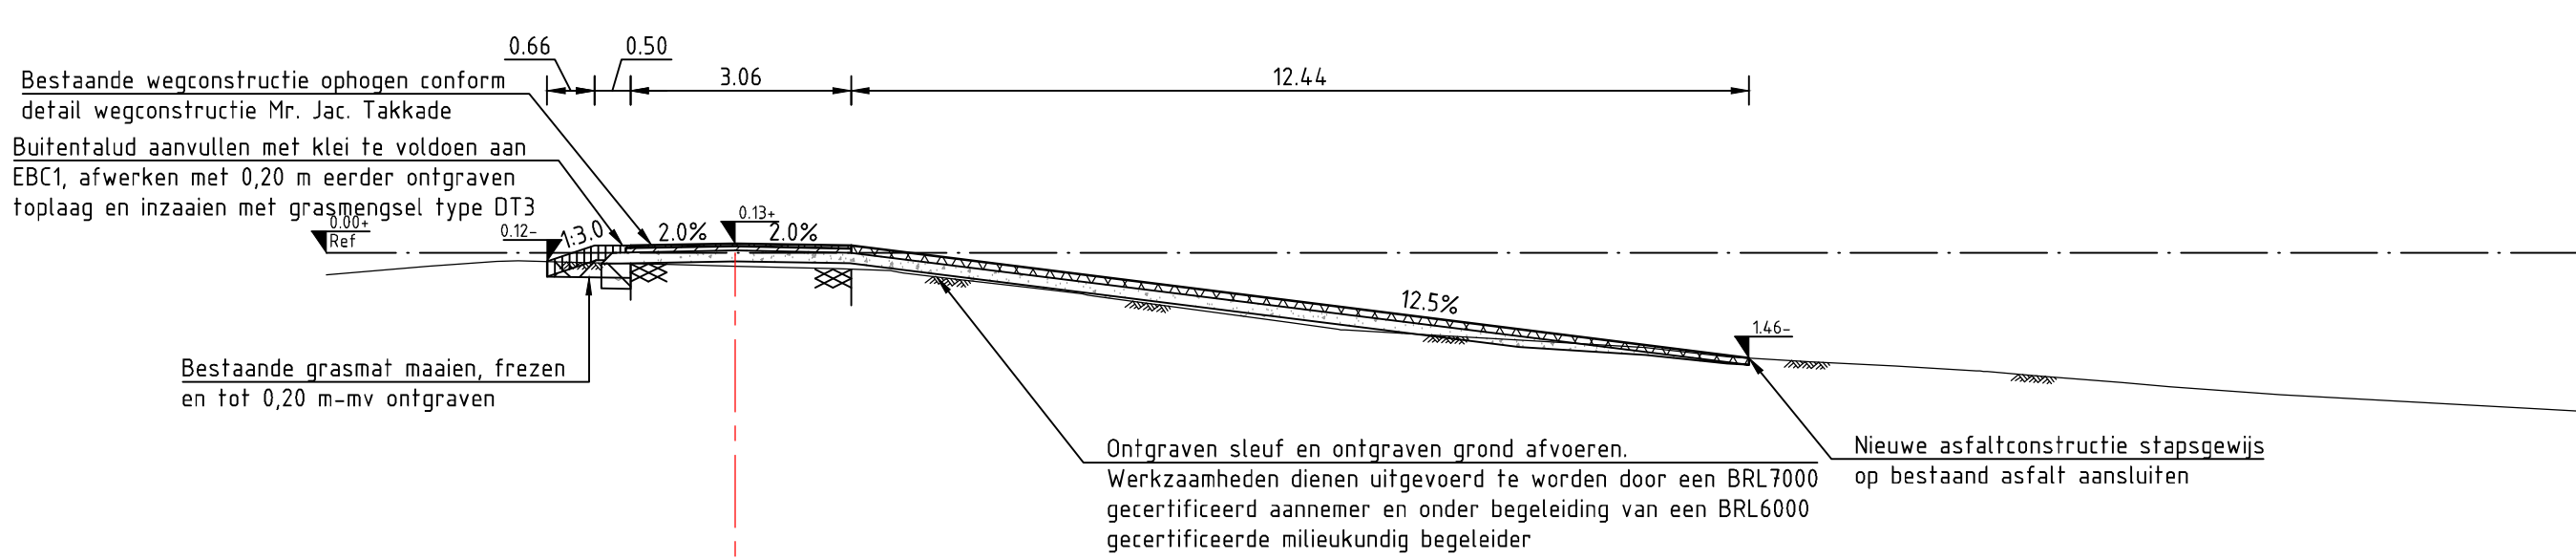 0.66
0.50
3.06
12.44
Bestaande wegconstructie ophogen conform
detail wegconstructie Mr. Jac. Takkade
Buitentalud aanvullen met klei te voldoen aan
EBC1, afwerken met 0,20 m eerder ontgraven
toplaag en inzaaien met grasmengsel type DT3
0.00+
Ref
0.12-
1:3.0
2.0%
0.13+
2.0%
12.5%
1.46-
Bestaande grasmat maaien, frezen
en tot 0,20 m-mv ontgraven
Ontgraven sleuf en ontgraven grond afvoeren.
Werkzaamheden dienen uitgevoerd te worden door een BRL7000
gecertificeerd aannemer en onder begeleiding van een BRL6000
gecertificeerde milieukundig begeleider
Nieuwe asfaltconstructie stapsgewijs
op bestaand asfalt aansluiten